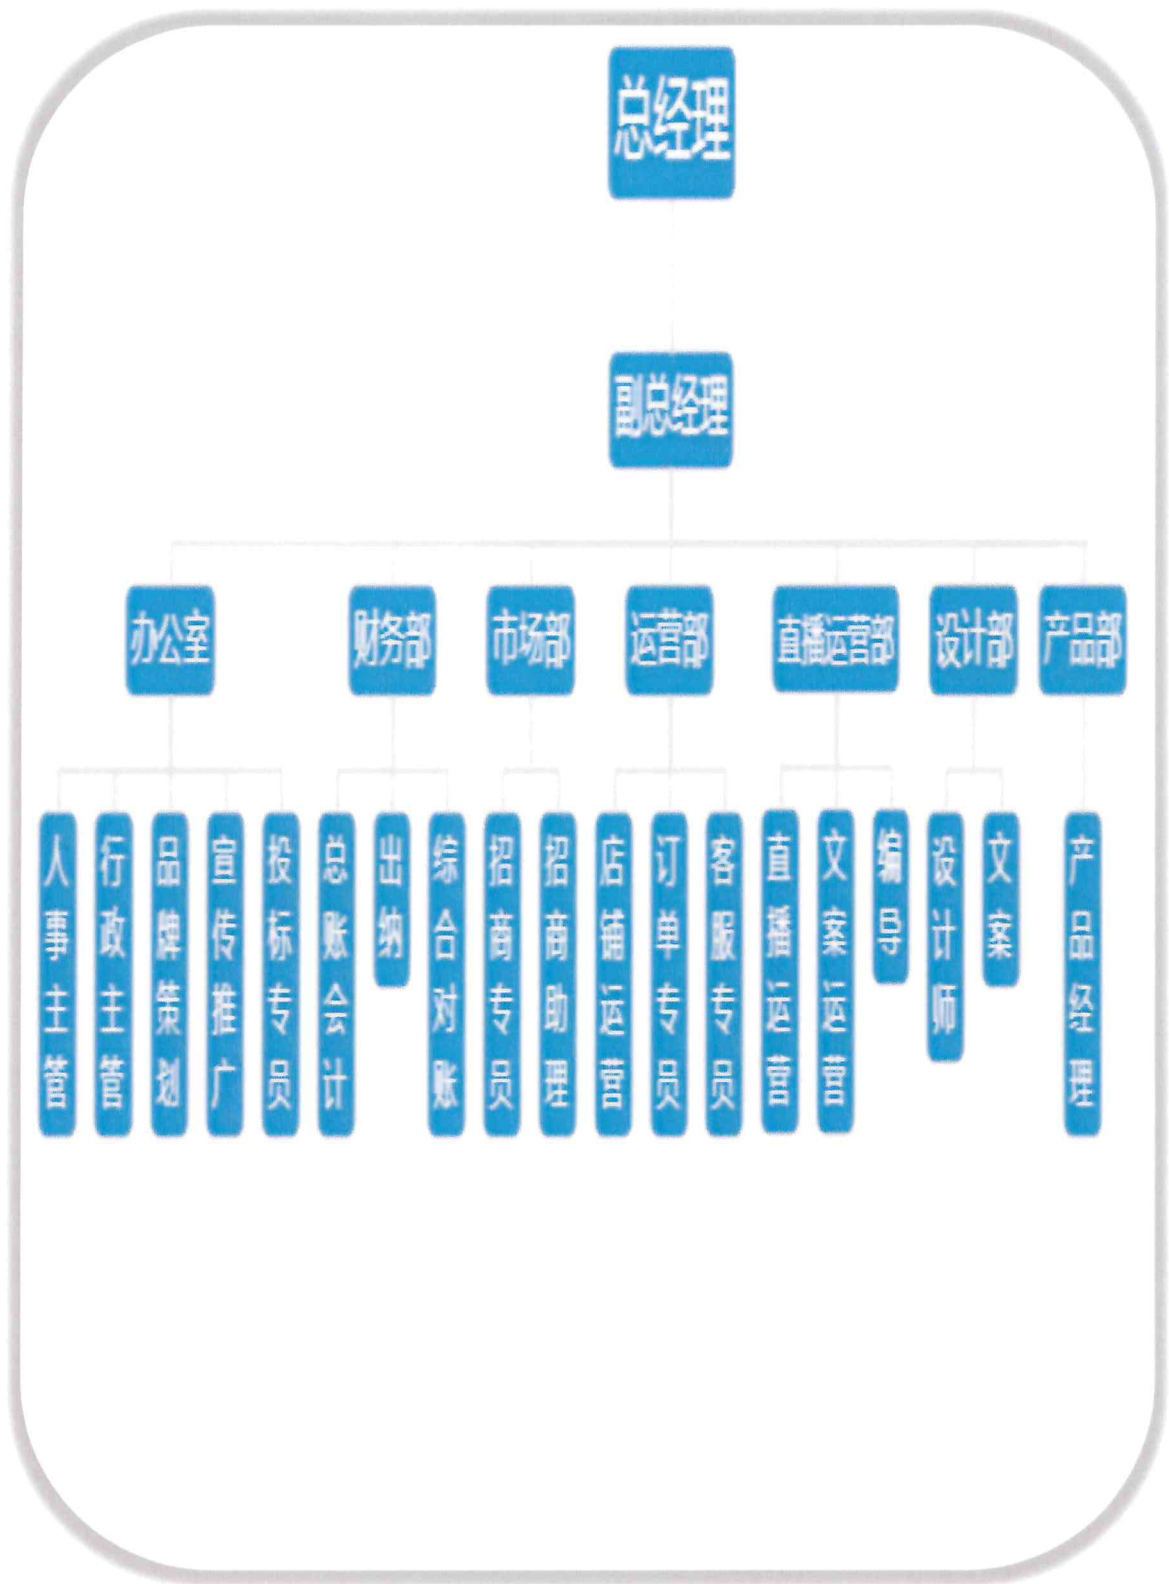 总经理
副总经理
办公室
财务部
市场部
运营部
直播运营部
设计部
产品部
人事主管
行政主管
品牌策划
宣传推广
投标专员
总账会计
出纳
综合对账
招商专员
招商助理
店铺运营
订单专员
客服专员
直播运营
文案运营
编导
设计师
文案
产品经理